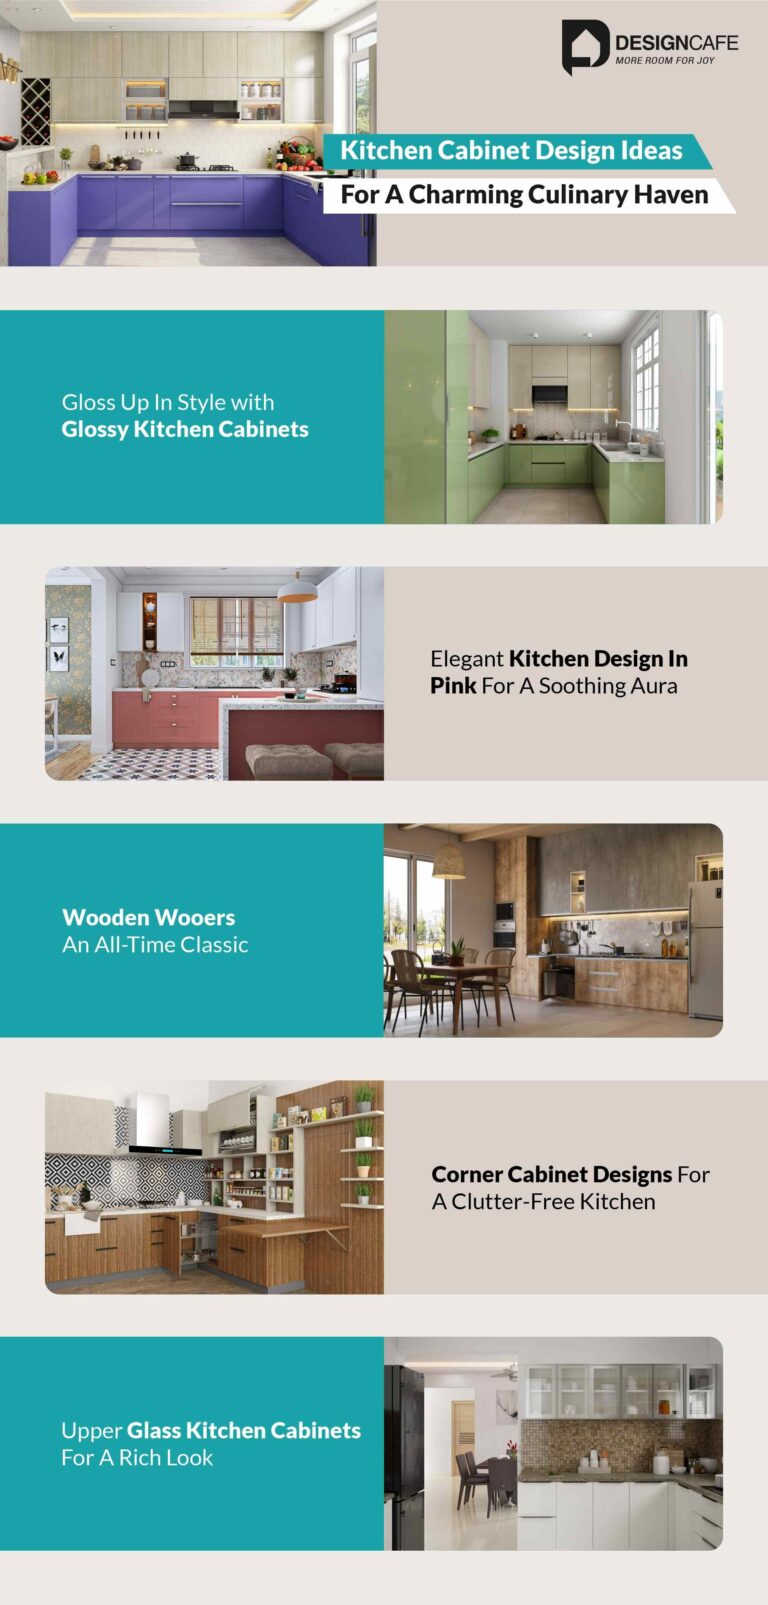 DESIGNCAFE
MORE ROOM FOR JOY
Kitchen Cabinet Design Ideas
For A Charming Culinary Haven
Gloss Up In Style with
Glossy Kitchen Cabinets
Elegant Kitchen Design In
Pink For A Soothing Aura
Wooden Wooers
An All-Time Classic
Corner Cabinet Designs For
A Clutter-Free Kitchen
Upper Glass Kitchen Cabinets
For A Rich Look